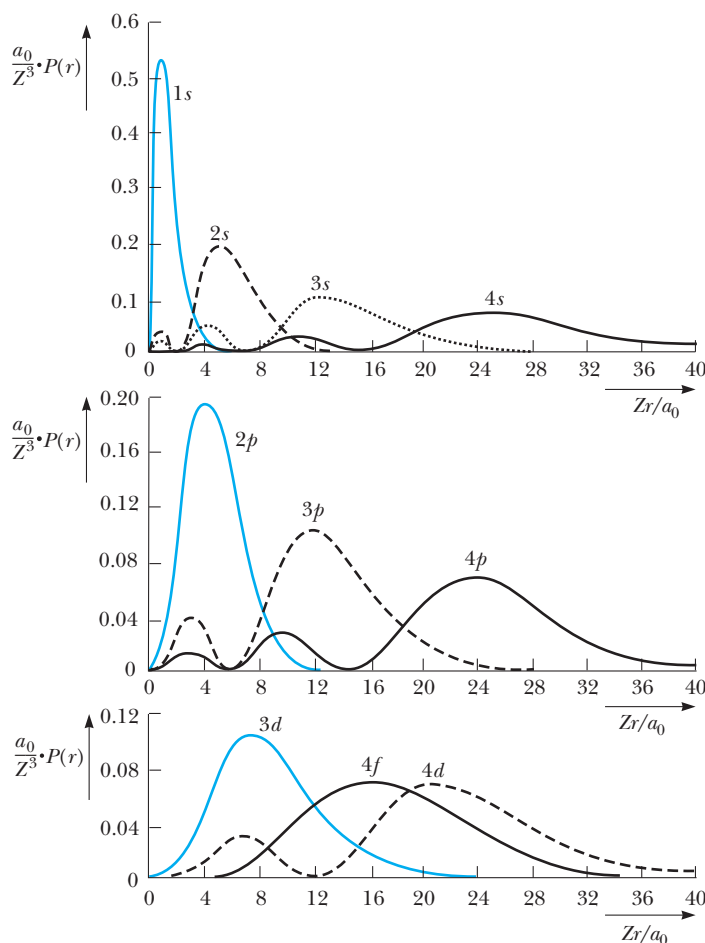 0.6
a₀/Z³·P(r)
0.5
1s
0.4
0.3
0.2
2s
3s
4s
0.1
0
0 4 8 12 16 20 24 28 32 36 40
Zr/a₀
0.20
a₀/Z³·P(r)
2p
0.16
0.12
3p
4p
0.08
0.04
0
0 4 8 12 16 20 24 28 32 36 40
Zr/a₀
0.12
3d
a₀/Z³·P(r)
4f 4d
0.08
0.04
0
0 4 8 12 16 20 24 28 32 36 40
Zr/a₀